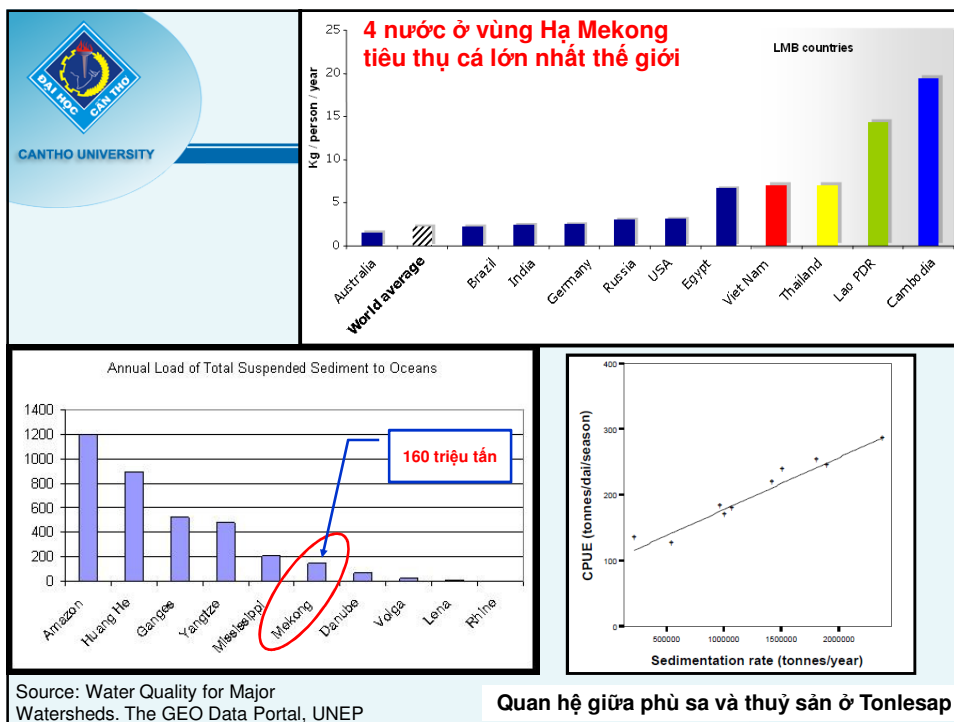 ĐẠI HỌC CẦN THƠ
CANTHO UNIVERSITY
4 nước ở vùng Hạ Mekong
tiêu thụ cá lớn nhất thế giới
LMB countries
Kg / person / year
25
20
15
10
5
0
Australia
World average
Brazil
India
Germany
Russia
USA
Egypt
Viet Nam
Thailand
Lao PDR
Cambodia
Annual Load of Total Suspended Sediment to Oceans
1400
1200
1000
800
600
400
200
0
160 triệu tấn
Amazon
Huang He
Ganges
Yangtze
Mississippi
Mekong
Danube
Volga
Lena
Rhine
CPUE (tonnes/dai/season)
400
300
200
100
0
500000 1000000 1500000 2000000
Sedimentation rate (tonnes/year)
Source: Water Quality for Major
Watersheds. The GEO Data Portal, UNEP
Quan hệ giữa phù sa và thuỷ sản ở Tonlesap